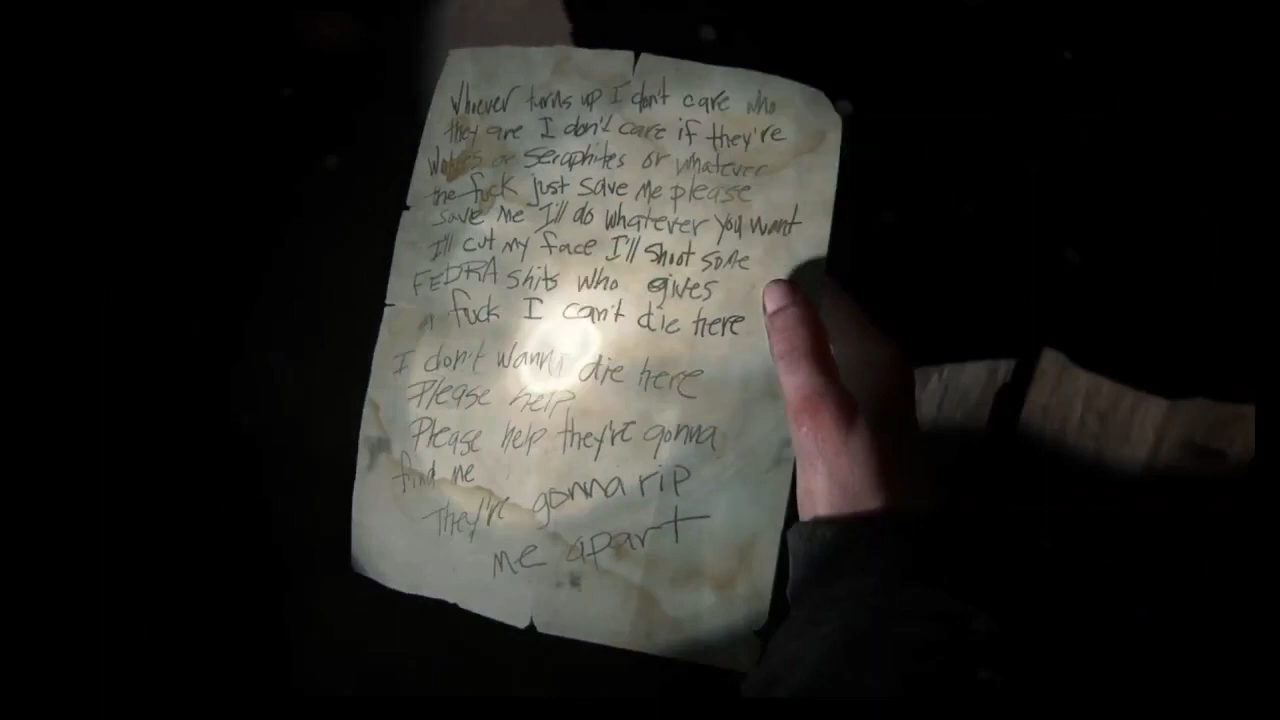 Whoever turns up I don't care who
they are I don't care if they're
Wolves or Seraphites or whatever
the fuck just save me please
save me I'll do whatever you want
I'll cut my face I'll shoot some
FEDRA shits who gives
a fuck I can't die here
I don't wanna die here
Please help
Please help they're gonna
find me
They're gonna rip
me apart